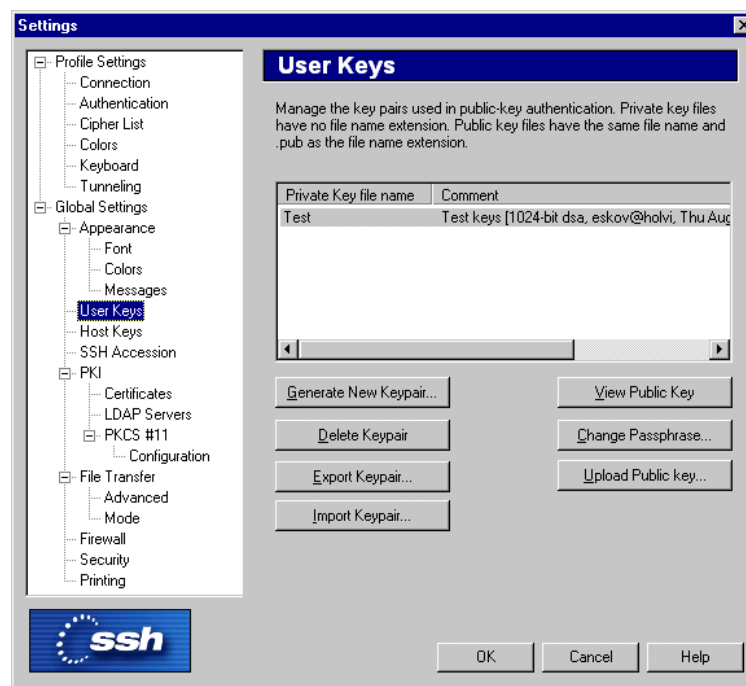 Settings
Profile Settings
Connection
Authentication
Cipher List
Colors
Keyboard
Tunneling
Global Settings
Appearance
Font
Colors
Messages
User Keys
Host Keys
SSH Accession
PKI
Certificates
LDAP Servers
PKCS #11
Configuration
File Transfer
Advanced
Mode
Firewall
Security
Printing
ssh
User Keys
Manage the key pairs used in public-key authentication. Private key files
have no file name extension. Public key files have the same file name and
.pub as the file name extension.
Private Key file name Comment
Test Test keys [1024-bit dsa, eskov@holvi, Thu Aug
Generate New Keypair... View Public Key
Delete Keypair Change Passphrase...
Export Keypair... Upload Public key...
Import Keypair...
OK Cancel Help